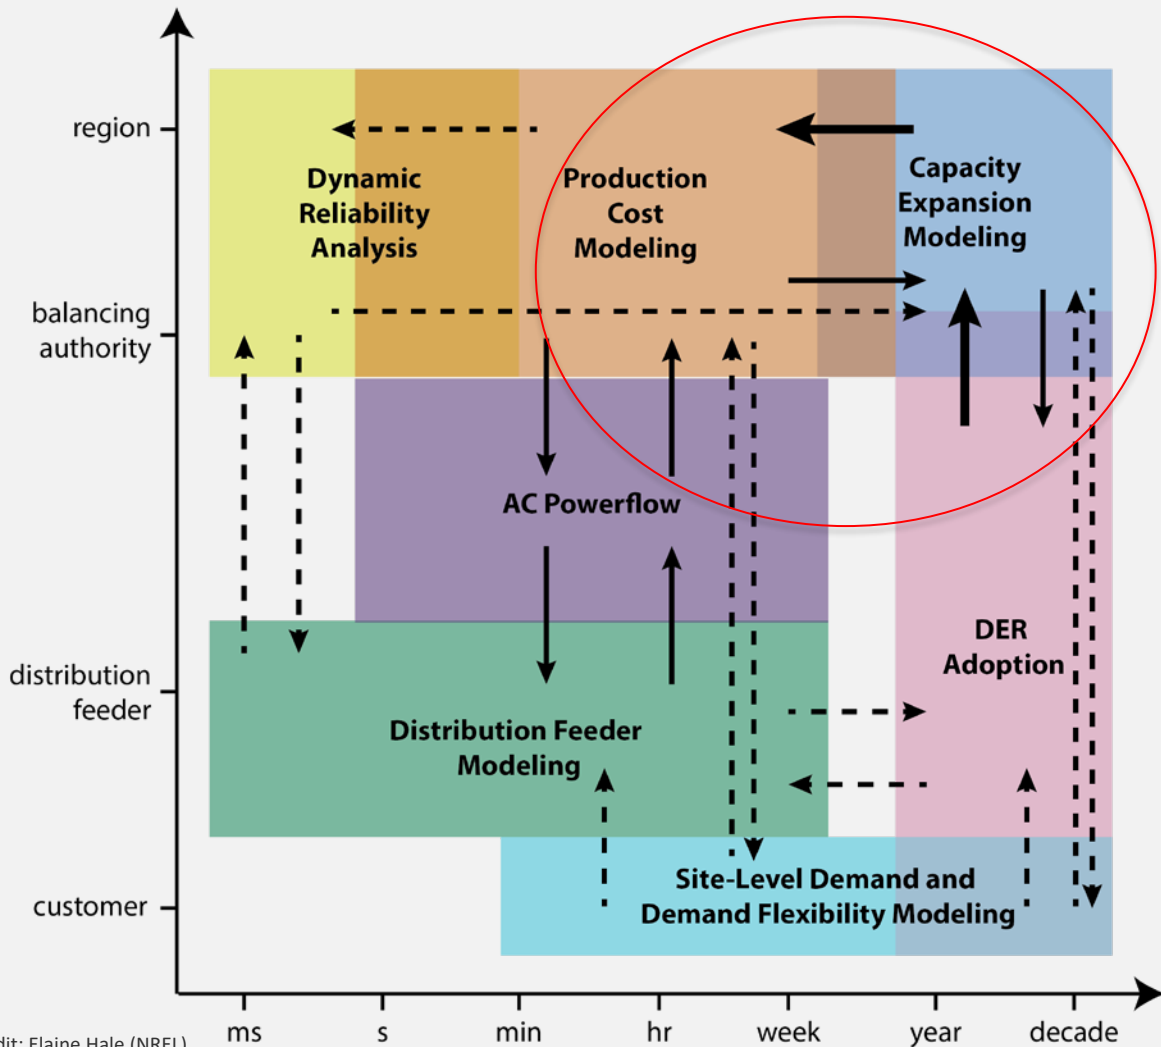 region
balancing
authority
distribution
feeder
customer
Dynamic
Reliability
Analysis
Production
Cost
Modeling
Capacity
Expansion
Modeling
AC Powerflow
DER
Adoption
Distribution Feeder
Modeling
Site-Level Demand and
Demand Flexibility Modeling
ms
s
min
hr
week
year
decade
Elaine Hale (NREL)